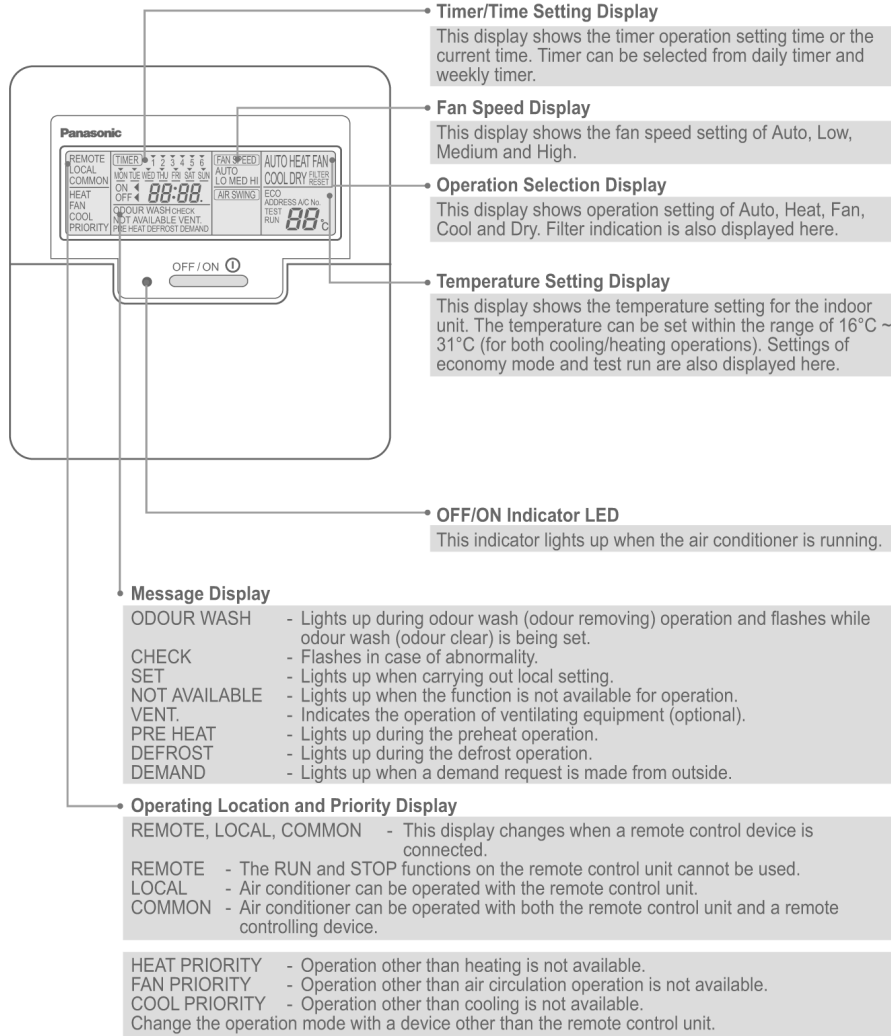 Timer/Time Setting Display
This display shows the timer operation setting time or the
current time. Timer can be selected from daily timer and
weekly timer.
Fan Speed Display
This display shows the fan speed setting of Auto, Low,
Medium and High.
Operation Selection Display
This display shows operation setting of Auto, Heat, Fan,
Cool and Dry. Filter indication is also displayed here.
Temperature Setting Display
This display shows the temperature setting for the indoor
unit. The temperature can be set within the range of 16°C ~
31°C (for both cooling/heating operations). Settings of
economy mode and test run are also displayed here.
OFF/ON Indicator LED
This indicator lights up when the air conditioner is running.
Panasonic
REMOTE
LOCAL
COMMON
HEAT
FAN
COOL
PRIORITY
TIMER 1 2 3 4 5 6
MON TUE WED THU FRI SAT SUN
ON
OFF 88:88.
ODOUR WASH CHECK
NOT AVAILABLE VENT.
PRE HEAT DEFROST DEMAND
FAN SPEED
AUTO
LO MED HI
AIR SWING
AUTO HEAT FAN
COOL DRY FILTER
RESET
ECO
ADDRESS A/C No.
TEST
RUN 88 °C
OFF / ON
Message Display
ODOUR WASH - Lights up during odour wash (odour removing) operation and flashes while
odour wash (odour clear) is being set.
CHECK - Flashes in case of abnormality.
SET - Lights up when carrying out local setting.
NOT AVAILABLE - Lights up when the function is not available for operation.
VENT. - Indicates the operation of ventilating equipment (optional).
PRE HEAT - Lights up during the preheat operation.
DEFROST - Lights up during the defrost operation.
DEMAND - Lights up when a demand request is made from outside.
Operating Location and Priority Display
REMOTE, LOCAL, COMMON - This display changes when a remote control device is
connected.
REMOTE - The RUN and STOP functions on the remote control unit cannot be used.
LOCAL - Air conditioner can be operated with the remote control unit.
COMMON - Air conditioner can be operated with both the remote control unit and a remote
controlling device.
HEAT PRIORITY - Operation other than heating is not available.
FAN PRIORITY - Operation other than air circulation operation is not available.
COOL PRIORITY - Operation other than cooling is not available.
Change the operation mode with a device other than the remote control unit.